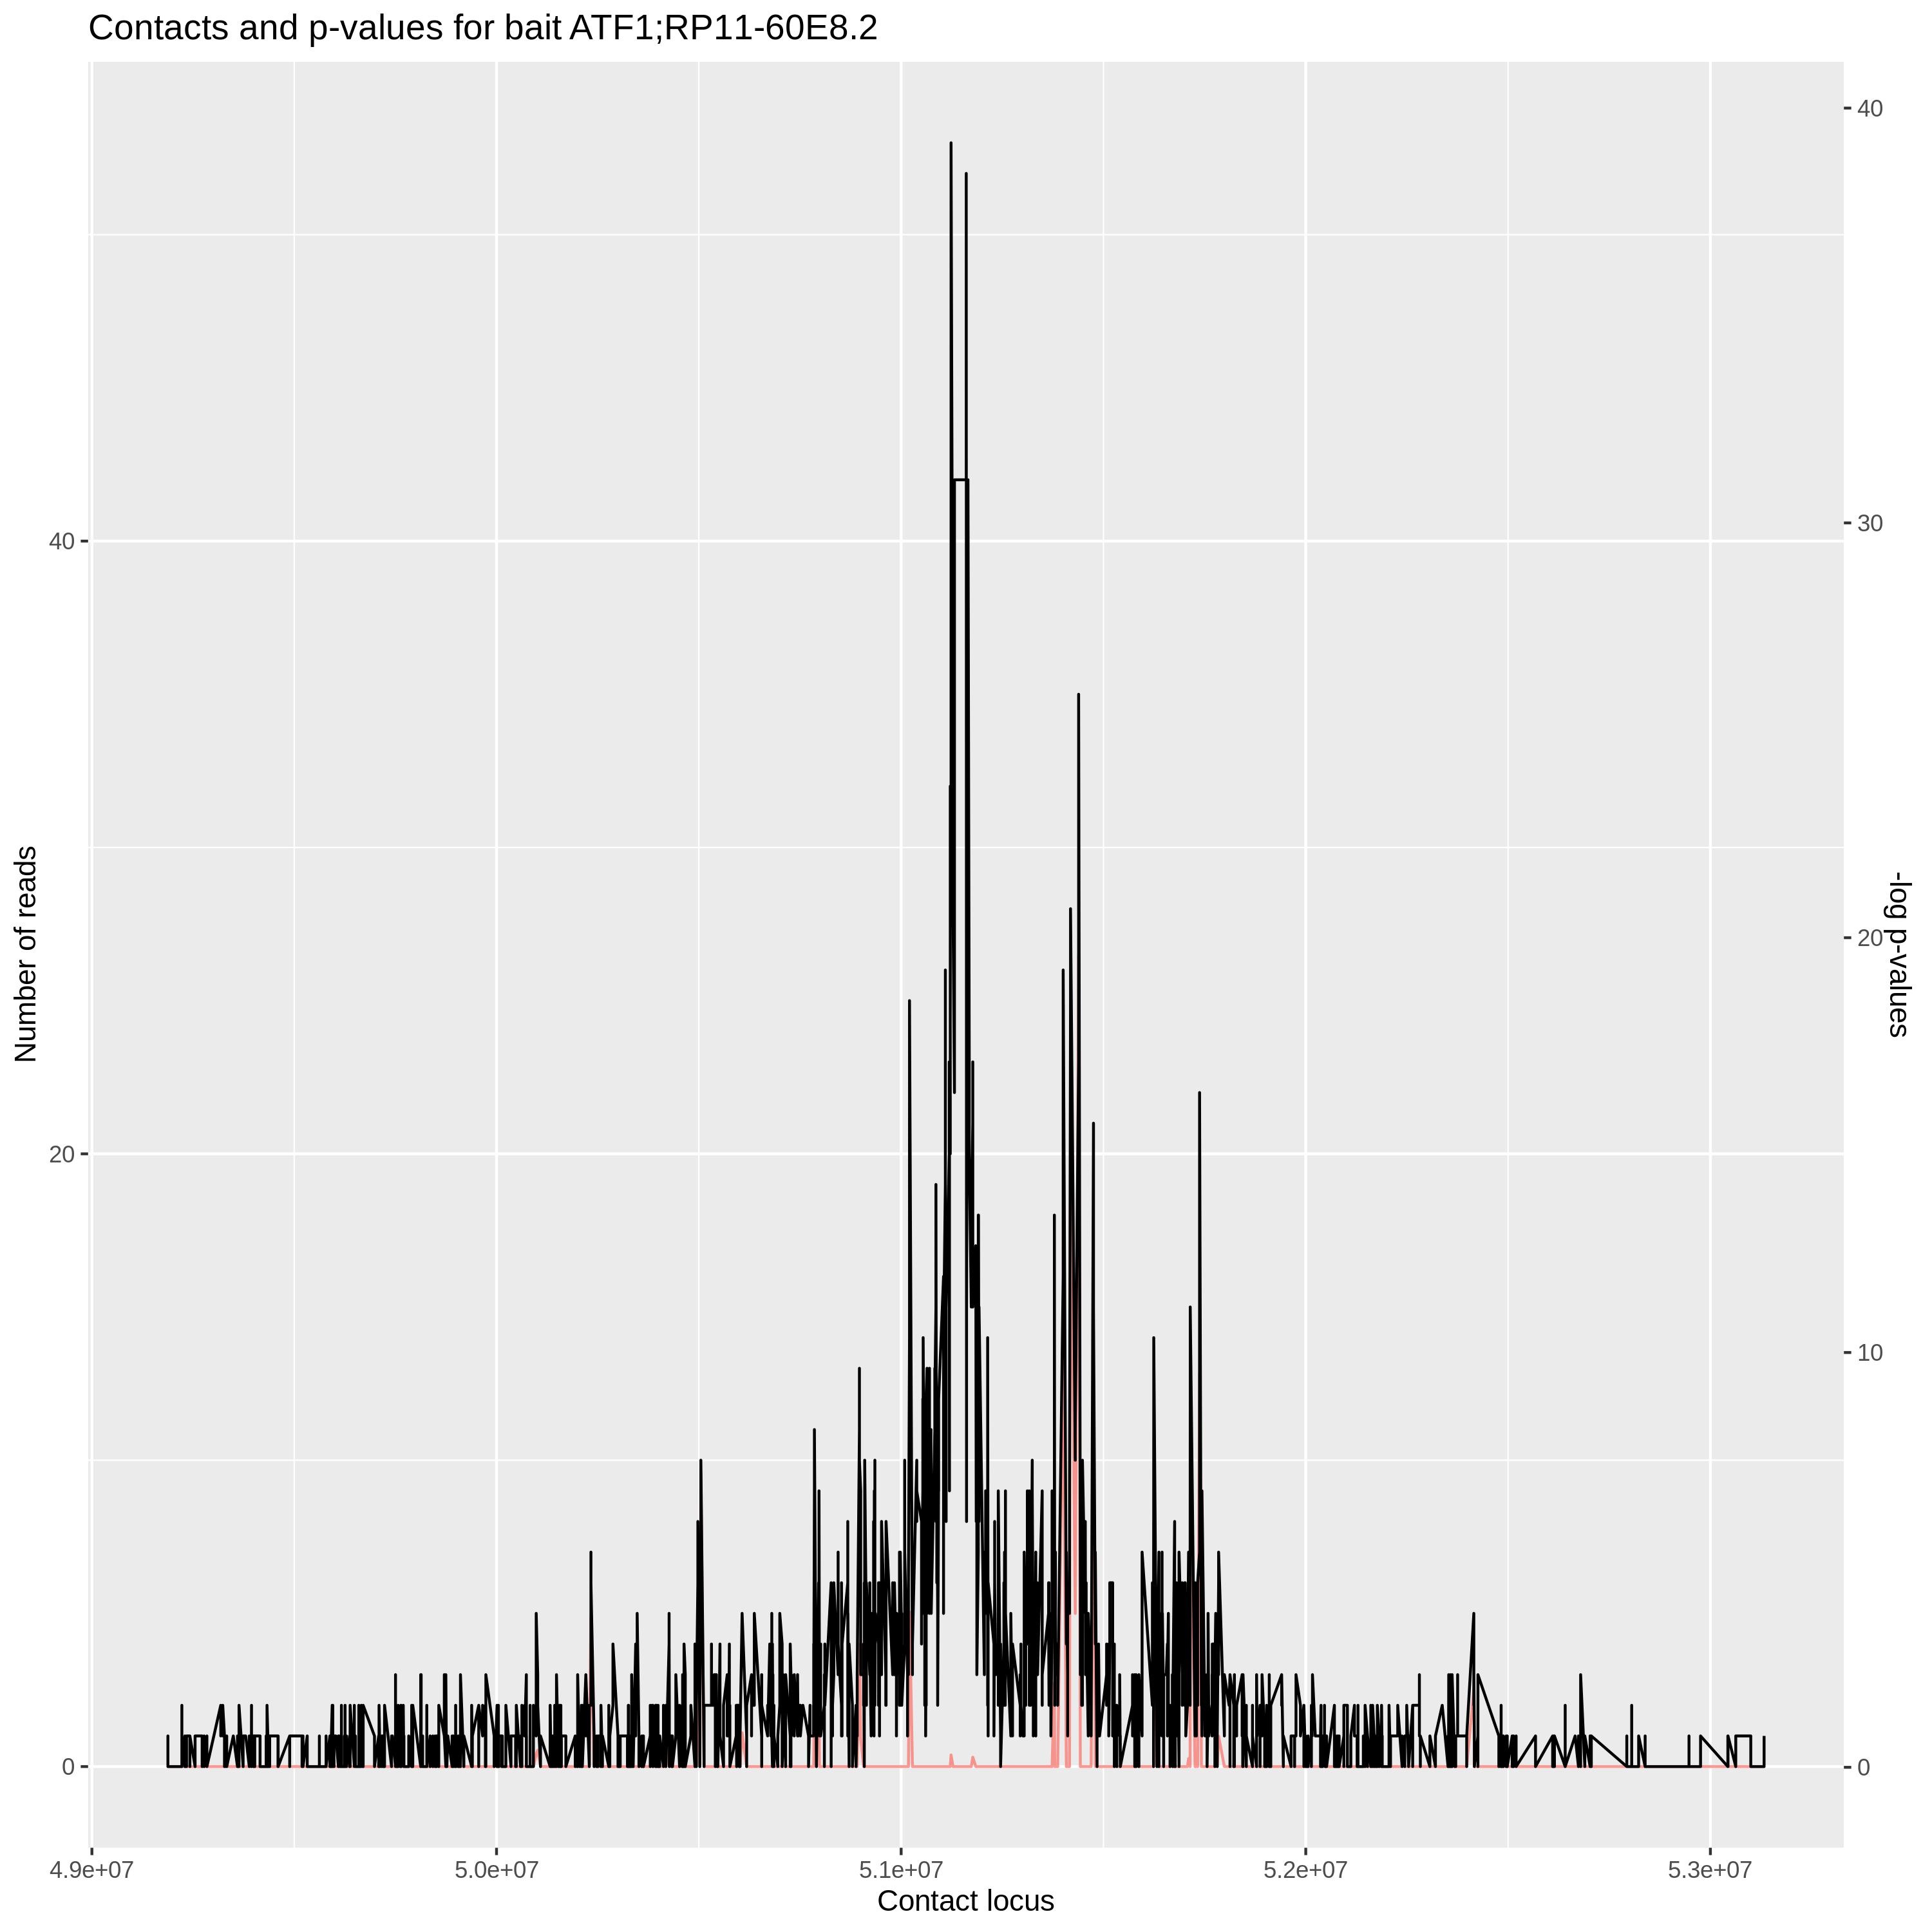 Contacts and p-values for bait ATF1;RP11-60E8.2
40
30
20
10
0
-log p-values
40
20
0
Number of reads
4.9e+07
5.0e+07
5.1e+07
5.2e+07
5.3e+07
Contact locus